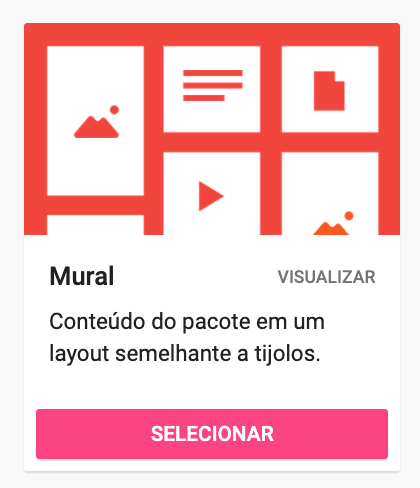 Mural
VISUALIZAR
Conteúdo do pacote em um
layout semelhante a tijolos.
SELECIONAR